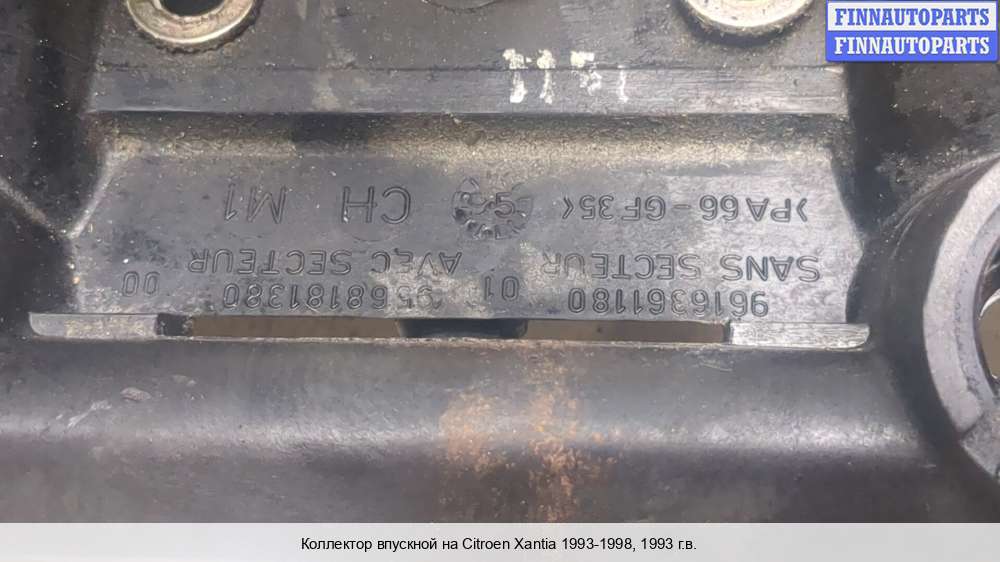 FINNAUTOPARTS
FINNAUTOPARTS
9616361180 01 9568181380 00
SANS SECTEUR AVEC SECTEUR
>PA66-GF35< CH M1
Коллектор впускной на Citroen Xantia 1993-1998, 1993 г.в.